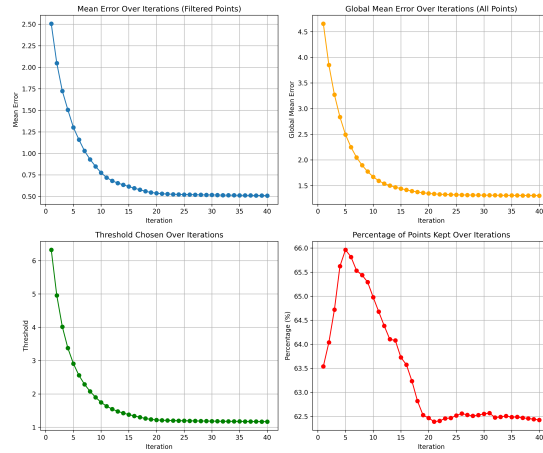 Mean Error Over Iterations (Filtered Points)
Mean Error
2.50
2.25
2.00
1.75
1.50
1.25
1.00
0.75
0.50
0 5 10 15 20 25 30 35 40
Iteration
Global Mean Error Over Iterations (All Points)
Global Mean Error
4.5
4.0
3.5
3.0
2.5
2.0
1.5
0 5 10 15 20 25 30 35 40
Iteration
Threshold Chosen Over Iterations
Threshold
6
5
4
3
2
1
0 5 10 15 20 25 30 35 40
Iteration
Percentage of Points Kept Over Iterations
Percentage (%)
66.0
65.5
65.0
64.5
64.0
63.5
63.0
62.5
0 5 10 15 20 25 30 35 40
Iteration